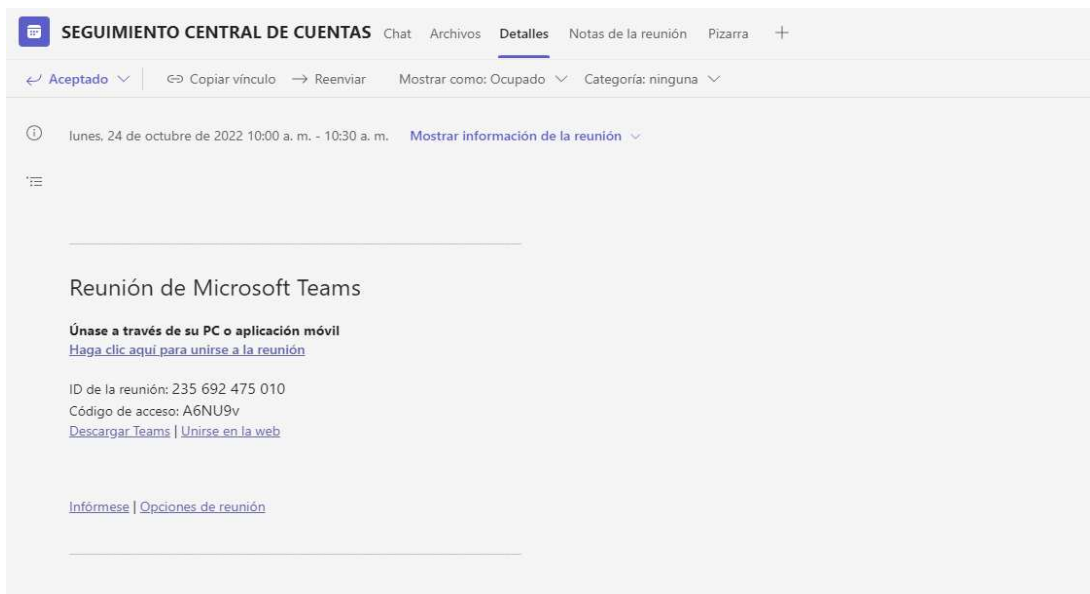 SEGUIMIENTO CENTRAL DE CUENTAS Chat Archivos Detalles Notas de la reunión Pizarra
Aceptado Copiar vínculo Reenviar Mostrar como: Ocupado Categoría: ninguna
lunes, 24 de octubre de 2022 10:00 a. m. - 10:30 a. m. Mostrar información de la reunión
Reunión de Microsoft Teams
Únase a través de su PC o aplicación móvil
Haga clic aquí para unirse a la reunión
ID de la reunión: 235 692 475 010
Código de acceso: A6NU9v
Descargar Teams | Unirse en la web
Infórmese | Opciones de reunión